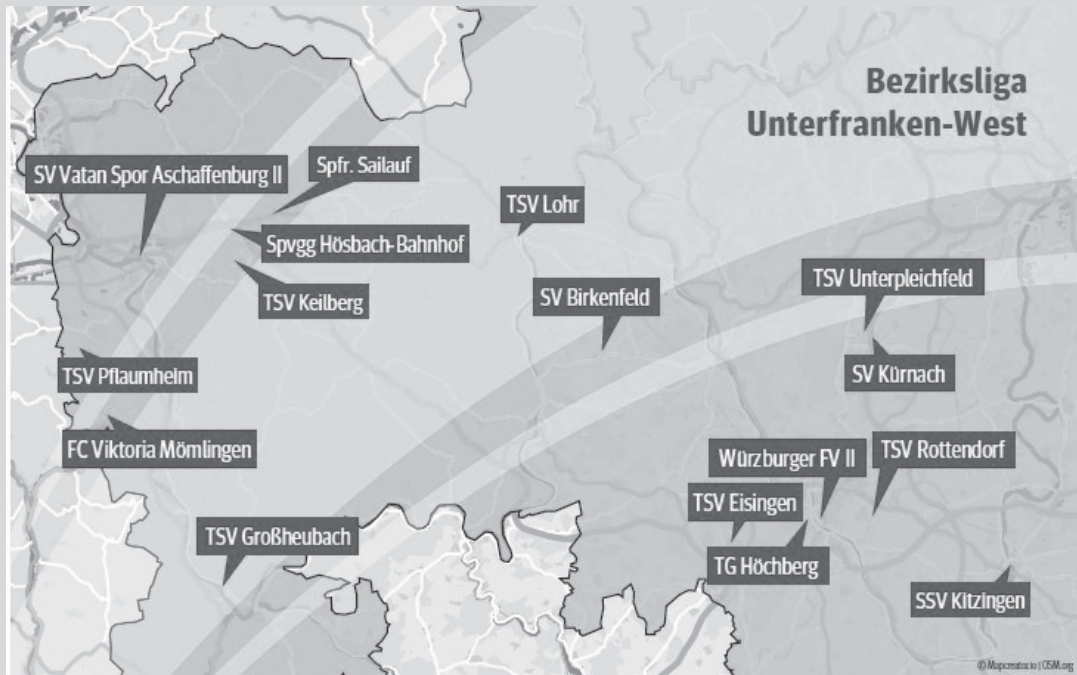 Bezirksliga
Unterfranken-West
SV Vatan Spor Aschaffenburg II
Spfr. Sailauf
TSV Lohr
Spvgg Hösbach-Bahnhof
TSV Keilberg
SV Birkenfeld
TSV Unterpleichfeld
TSV Pflaumheim
SV Kürnach
FC Viktoria Mömlingen
Würzburger FV II
TSV Rottendorf
TSV Eisingen
TSV Großheubach
TG Höchberg
SSV Kitzingen
© Mapcreator.io | OSM.org